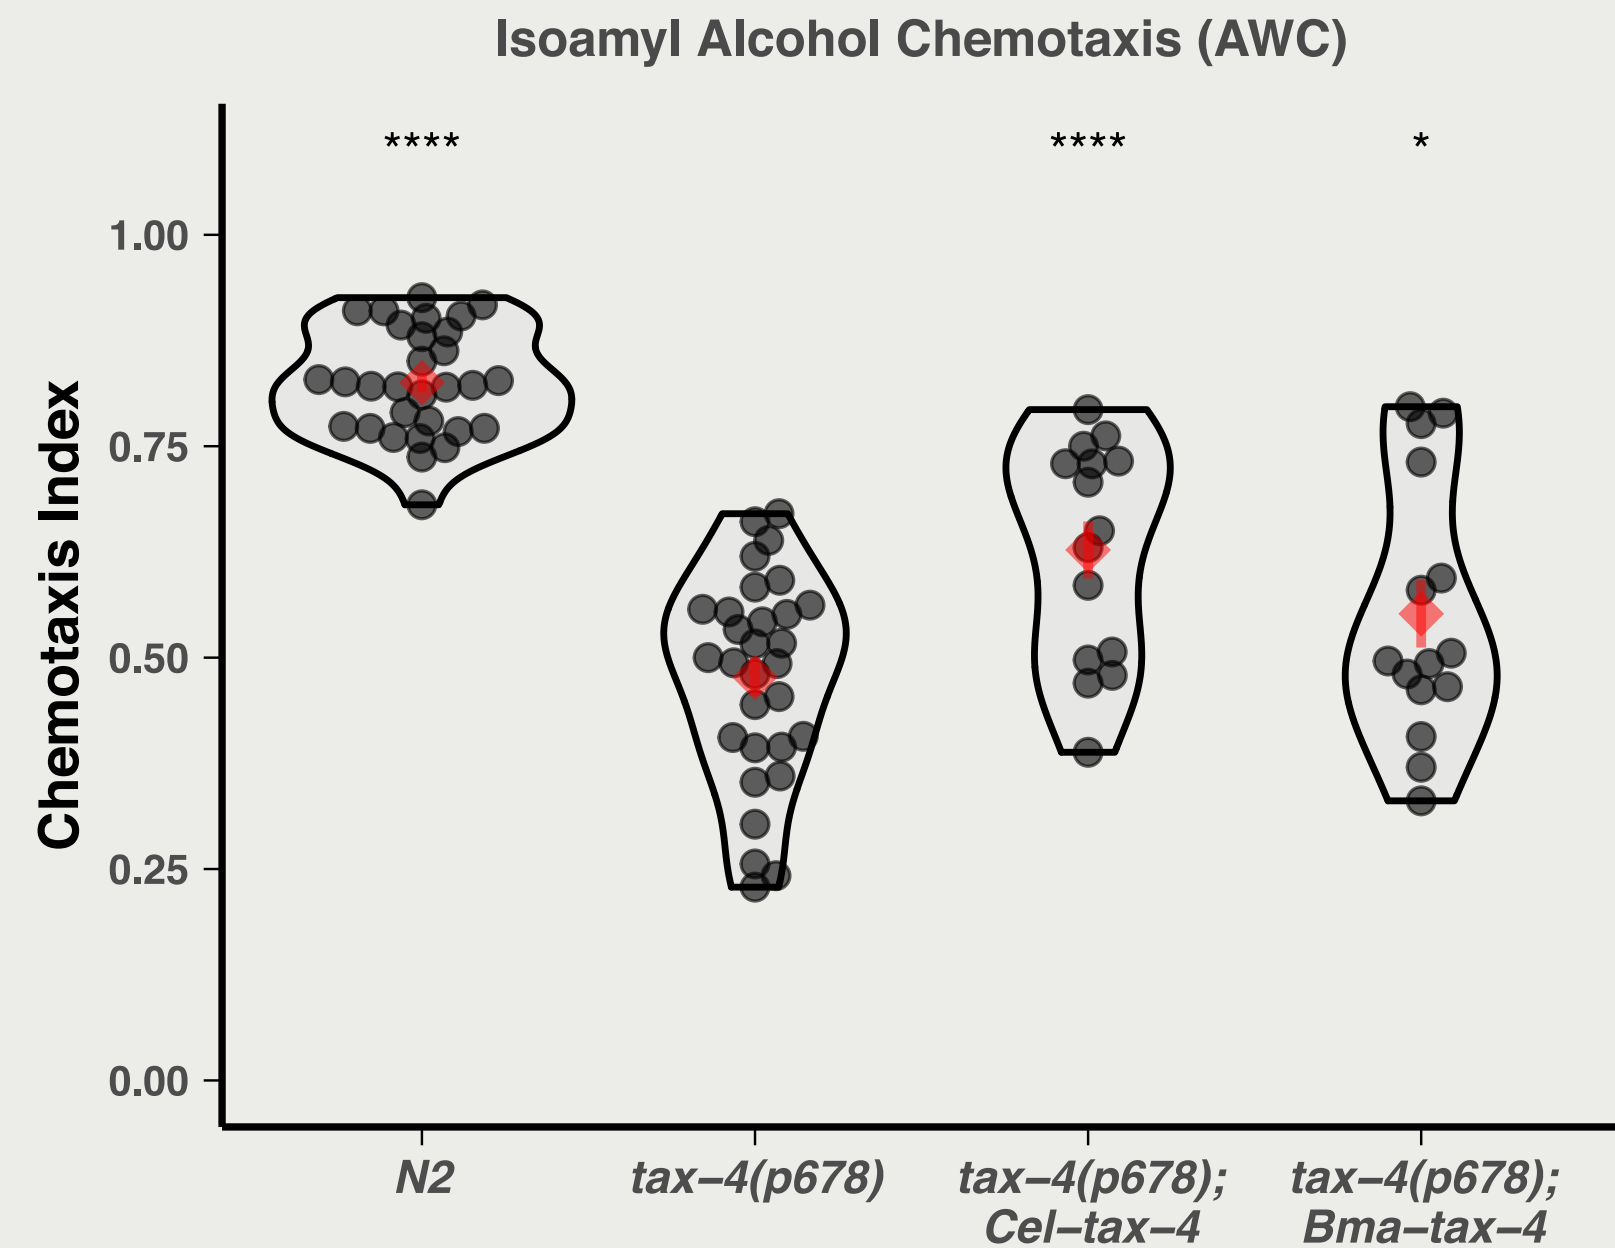 Isoamyl Alcohol Chemotaxis (AWC)
**** **** *
Chemotaxis Index
1.00
0.75
0.50
0.25
0.00
N2 tax−4(p678) tax−4(p678); tax−4(p678);
Cel−tax−4 Bma−tax−4